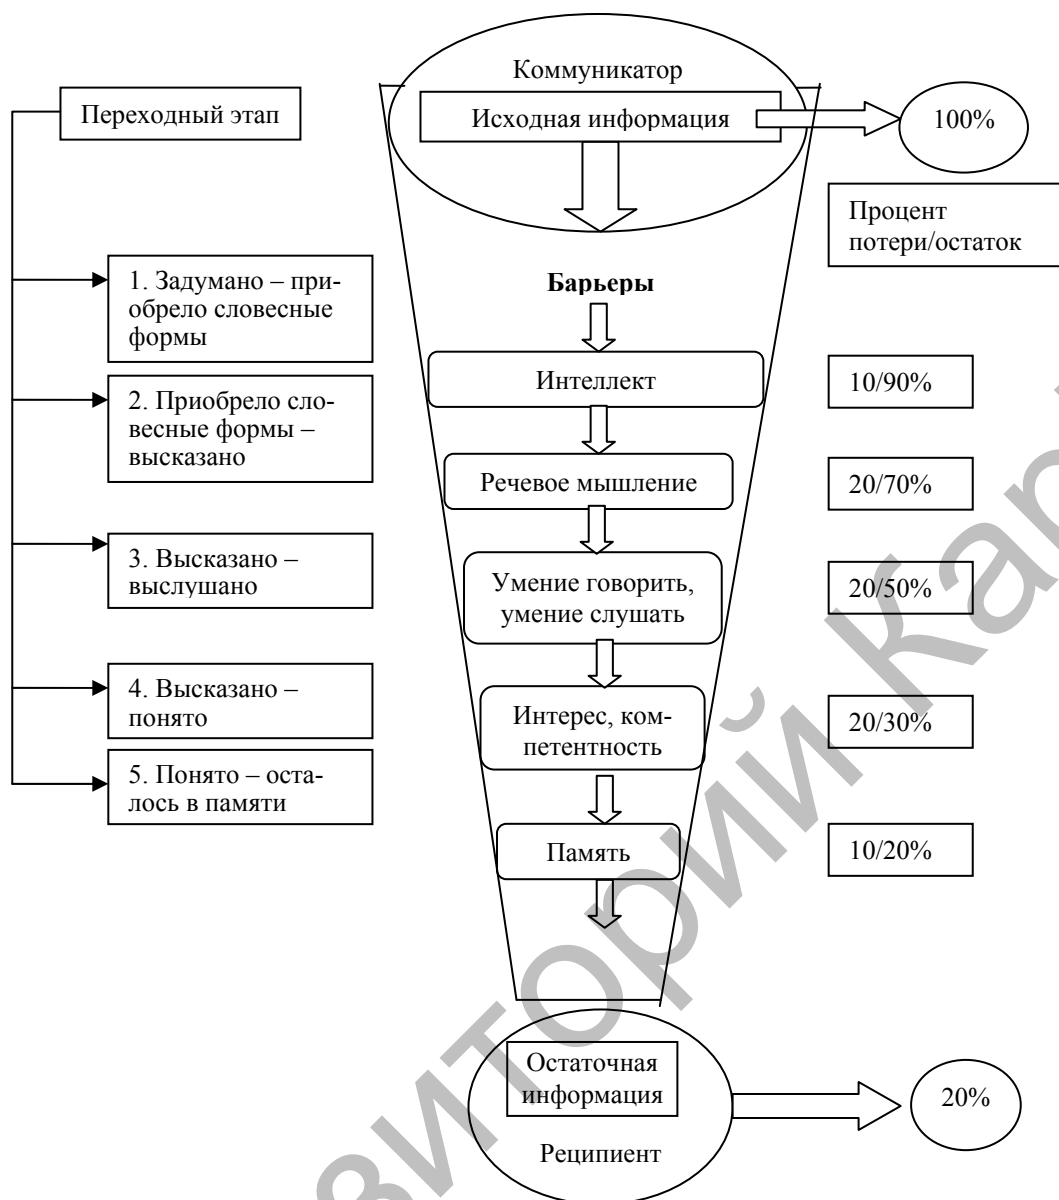 Коммуникатор
Переходный этап
Исходная информация
100%
Процент
потери/остаток
1. Задумано – при-
обрело словесные
формы
Барьеры
Интеллект
10/90%
2. Приобрело сло-
весные формы –
высказано
Речевое мышление
20/70%
3. Высказано –
выслушано
Умение говорить,
умение слушать
20/50%
4. Высказано –
понято
Интерес, ком-
петентность
20/30%
5. Понято – оста-
лось в памяти
Память
10/20%
Остаточная
информация
20%
Реципиент